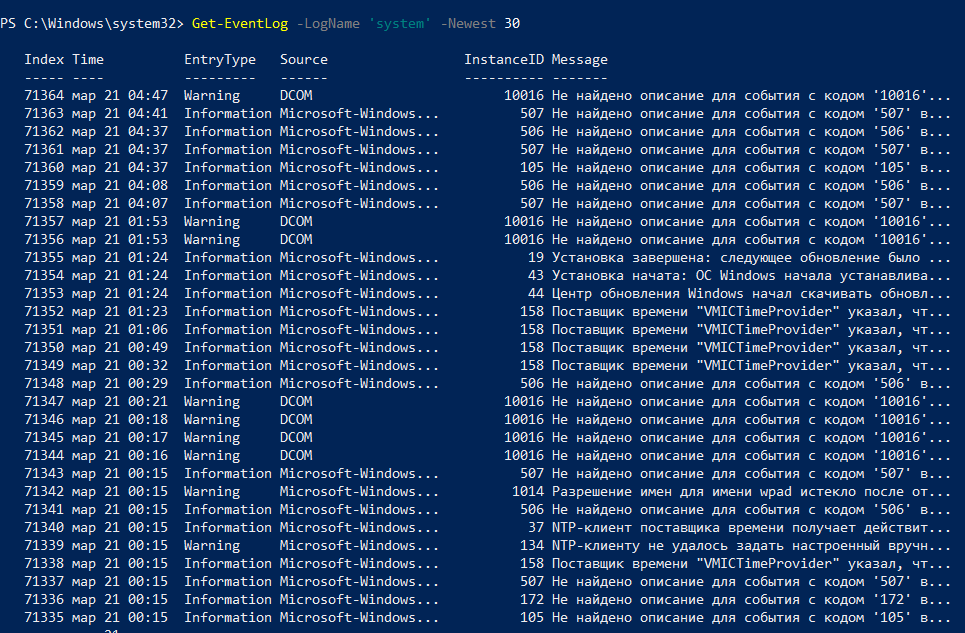 PS C:\Windows\system32> Get-EventLog -LogName 'system' -Newest 30
Index Time EntryType Source InstanceID Message
----- ---- --------- ------ ---------- -------
71364 мар 21 04:47 Warning DCOM 10016 Не найдено описание для события с кодом '10016'...
71363 мар 21 04:41 Information Microsoft-Windows... 507 Не найдено описание для события с кодом '507' в...
71362 мар 21 04:37 Information Microsoft-Windows... 506 Не найдено описание для события с кодом '506' в...
71361 мар 21 04:37 Information Microsoft-Windows... 507 Не найдено описание для события с кодом '507' в...
71360 мар 21 04:37 Information Microsoft-Windows... 105 Не найдено описание для события с кодом '105' в...
71359 мар 21 04:08 Information Microsoft-Windows... 506 Не найдено описание для события с кодом '506' в...
71358 мар 21 04:07 Information Microsoft-Windows... 507 Не найдено описание для события с кодом '507' в...
71357 мар 21 01:53 Warning DCOM 10016 Не найдено описание для события с кодом '10016'...
71356 мар 21 01:53 Warning DCOM 10016 Не найдено описание для события с кодом '10016'...
71355 мар 21 01:24 Information Microsoft-Windows... 19 Установка завершена: следующее обновление было ...
71354 мар 21 01:24 Information Microsoft-Windows... 43 Установка начата: ОС Windows начала устанавлива...
71353 мар 21 01:24 Information Microsoft-Windows... 44 Центр обновления Windows начал скачивать обновл...
71352 мар 21 01:23 Information Microsoft-Windows... 158 Поставщик времени "VMICTimeProvider" указал, чт...
71351 мар 21 01:06 Information Microsoft-Windows... 158 Поставщик времени "VMICTimeProvider" указал, чт...
71350 мар 21 00:49 Information Microsoft-Windows... 158 Поставщик времени "VMICTimeProvider" указал, чт...
71349 мар 21 00:32 Information Microsoft-Windows... 158 Поставщик времени "VMICTimeProvider" указал, чт...
71348 мар 21 00:29 Information Microsoft-Windows... 506 Не найдено описание для события с кодом '506' в...
71347 мар 21 00:21 Warning DCOM 10016 Не найдено описание для события с кодом '10016'...
71346 мар 21 00:18 Warning DCOM 10016 Не найдено описание для события с кодом '10016'...
71345 мар 21 00:17 Warning DCOM 10016 Не найдено описание для события с кодом '10016'...
71344 мар 21 00:16 Warning DCOM 10016 Не найдено описание для события с кодом '10016'...
71343 мар 21 00:15 Information Microsoft-Windows... 507 Не найдено описание для события с кодом '507' в...
71342 мар 21 00:15 Warning Microsoft-Windows... 1014 Разрешение имен для имени wpad истекло после от...
71341 мар 21 00:15 Information Microsoft-Windows... 506 Не найдено описание для события с кодом '506' в...
71340 мар 21 00:15 Information Microsoft-Windows... 37 NTP-клиент поставщика времени получает действит...
71339 мар 21 00:15 Warning Microsoft-Windows... 134 NTP-клиенту не удалось задать настроенный вручн...
71338 мар 21 00:15 Information Microsoft-Windows... 158 Поставщик времени "VMICTimeProvider" указал, чт...
71337 мар 21 00:15 Information Microsoft-Windows... 507 Не найдено описание для события с кодом '507' в...
71336 мар 21 00:15 Information Microsoft-Windows... 172 Не найдено описание для события с кодом '172' в...
71335 мар 21 00:15 Information Microsoft-Windows... 105 Не найдено описание для события с кодом '105' в...